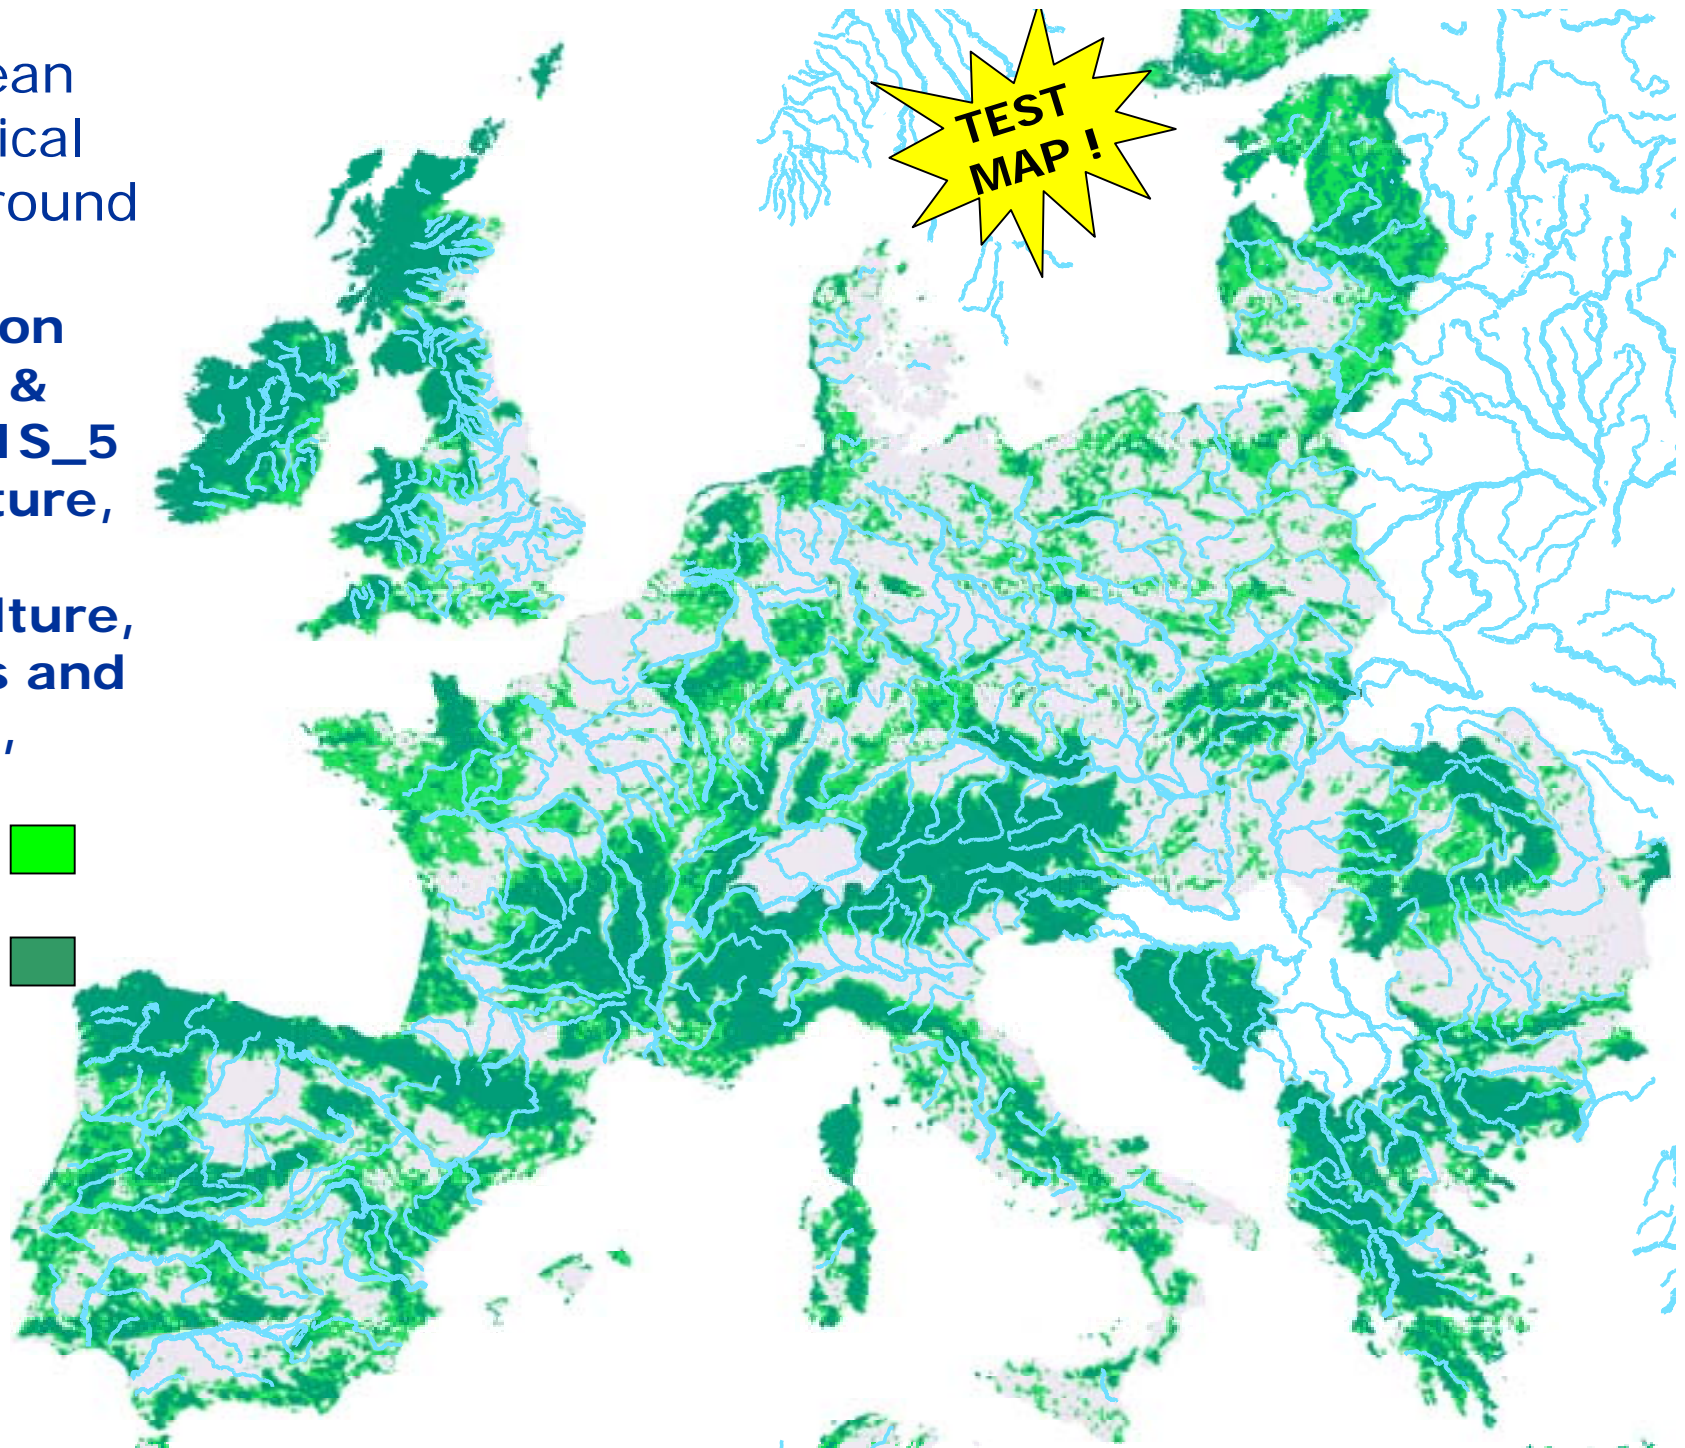 ean
ical
round
on
&
IS_5
ture,
lture,
s and
,
TEST
MAP !